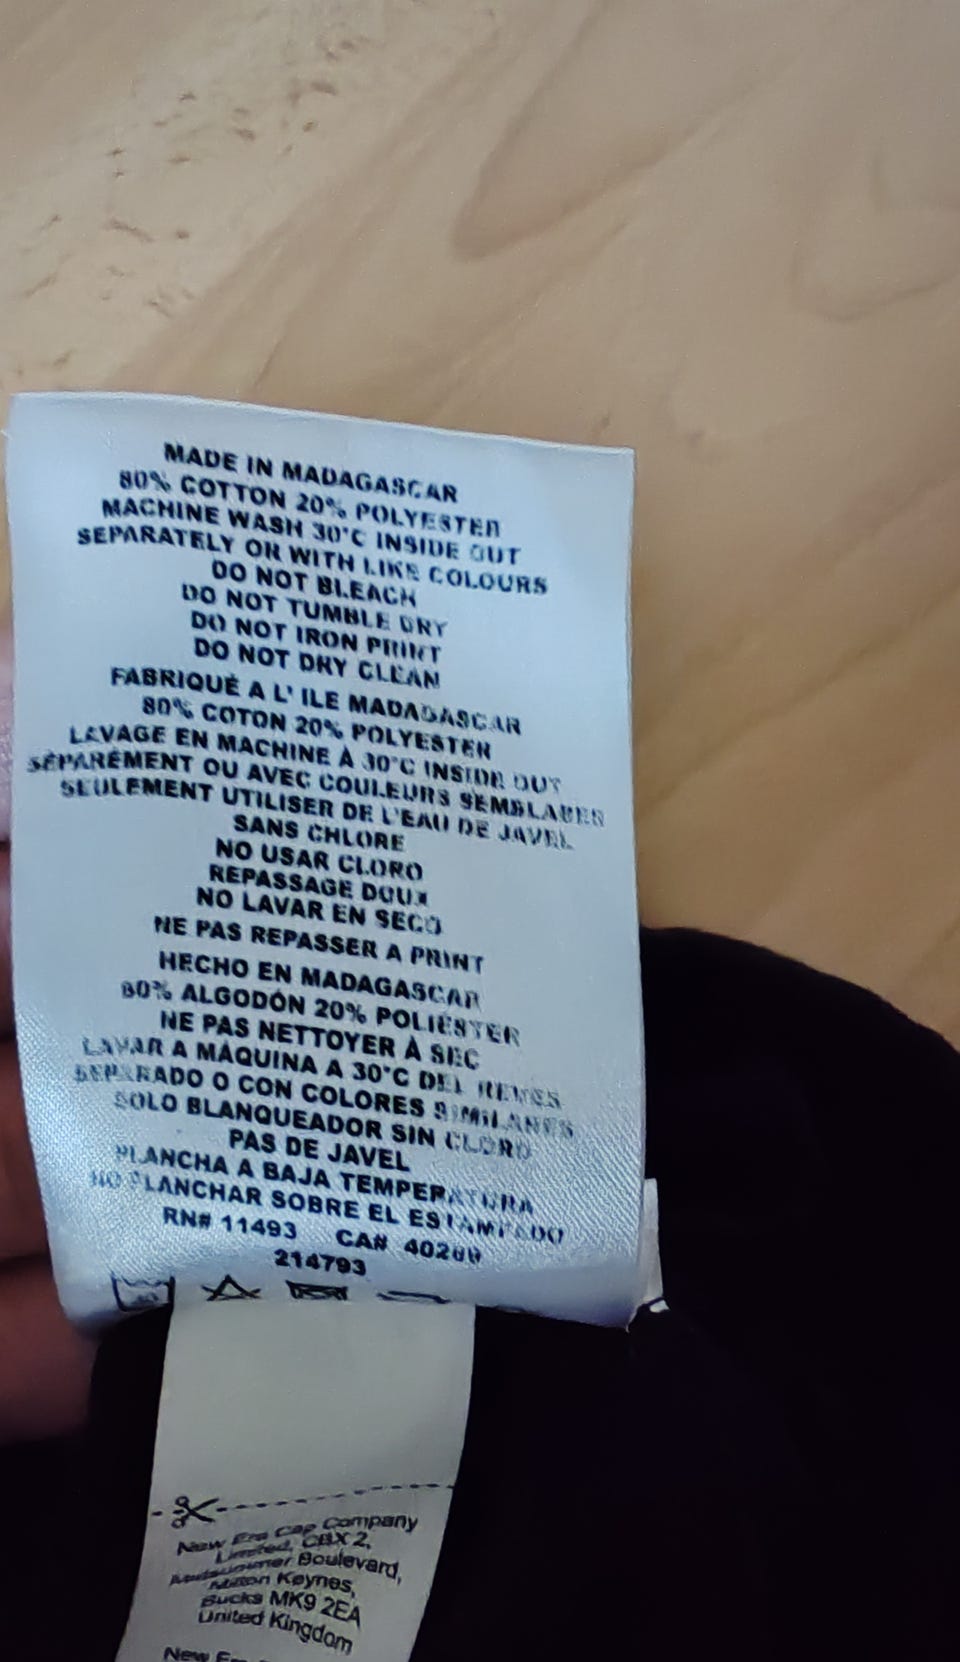 MADE IN MADAGASCAR
80% COTTON 20% POLYESTER
MACHINE WASH 30°C INSIDE OUT
SEPARATELY OR WITH LIKE COLOURS
DO NOT BLEACH
DO NOT TUMBLE DRY
DO NOT IRON PRINT
DO NOT DRY CLEAN
FABRIQUÉ A L' ILE MADAGASCAR
80% COTON 20% POLYESTER
LAVAGE EN MACHINE À 30°C INSIDE OUT
SÉPARÉMENT OU AVEC COULEURS SEMBLABES
SEULEMENT UTILISER DE L'EAU DE JAVEL
SANS CHLORE
NO USAR CLORO
REPASSAGE DOUX
NO LAVAR EN SECO
NE PAS REPASSER A PRINT
HECHO EN MADAGASCAR
80% ALGODÓN 20% POLIÉSTER
NE PAS NETTOYER À SEC
LAVAR A MÁQUINA A 30°C DEL REVES
SEPARADO O CON COLORES SIMILARES
SOLO BLANQUEADOR SIN CLORO
PAS DE JAVEL
PLANCHA A BAJA TEMPERATURA
NO PLANCHAR SOBRE EL ESTAMPADO
RN# 11493 CA#
214793
New Era Cap Company
Limited, CBX 2,
Midsummer Boulevard,
Milton Keynes,
Bucks MK9 2EA
United Kingdom
New